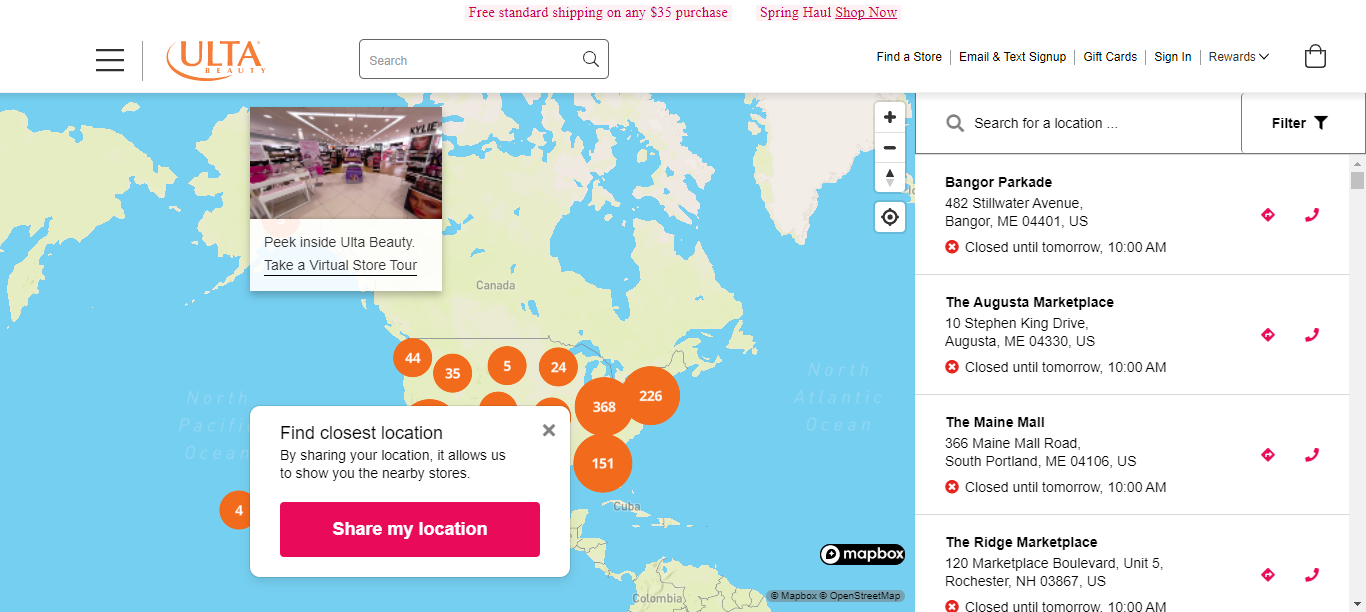 Free standard shipping on any $35 purchase
Spring Haul Shop Now
ULTA
BEAUTY
Search
Find a Store
Email & Text Signup
Gift Cards
Sign In
Rewards
KYLIE
Peek inside Ulta Beauty.
Take a Virtual Store Tour
Canada
44
35
5
24
368
226
151
4
North
Pacific
Ocean
North
Atlantic
Ocean
Cuba
Colombia
Find closest location
By sharing your location, it allows us
to show you the nearby stores.
Share my location
mapbox
© Mapbox © OpenStreetMap
Search for a location ...
Filter
Bangor Parkade
482 Stillwater Avenue,
Bangor, ME 04401, US
Closed until tomorrow, 10:00 AM
The Augusta Marketplace
10 Stephen King Drive,
Augusta, ME 04330, US
Closed until tomorrow, 10:00 AM
The Maine Mall
366 Maine Mall Road,
South Portland, ME 04106, US
Closed until tomorrow, 10:00 AM
The Ridge Marketplace
120 Marketplace Boulevard, Unit 5,
Rochester, NH 03867, US
Closed until tomorrow, 10:00 AM